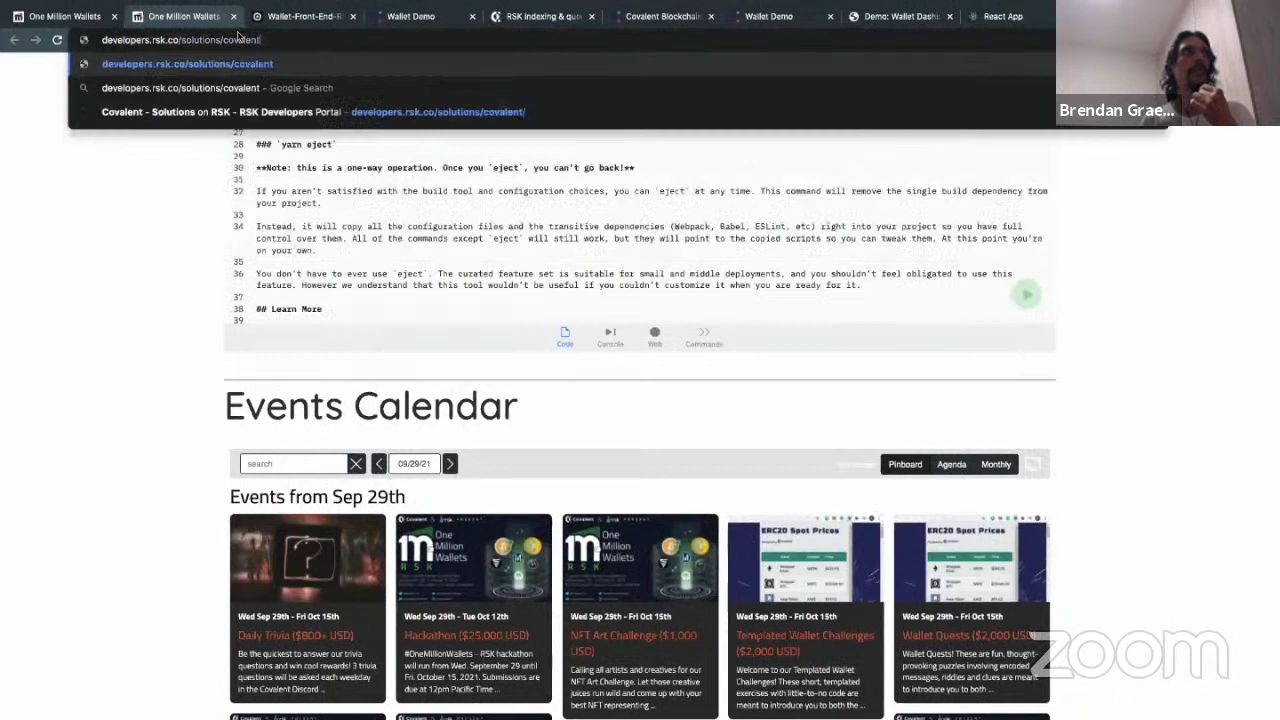 One Million Wallets
One Million Wallets
Wallet-Front-End-R
Wallet Demo
RSK indexing & que
Covalent Blockchain
Wallet Demo
Demo: Wallet Dash
React App
developers.rsk.co/solutions/covalent
developers.rsk.co/solutions/covalent
developers.rsk.co/solutions/covalent - Google Search
Covalent - Solutions on RSK - RSK Developers Portal - developers.rsk.co/solutions/covalent/
Brendan Grae...
27
28 ### `yarn eject`
29
30 **Note: this is a one-way operation. Once you `eject`, you can't go back!**
31
32 If you aren't satisfied with the build tool and configuration choices, you can `eject` at any time. This command will remove the single build dependency from
your project.
33
34 Instead, it will copy all the configuration files and the transitive dependencies (Webpack, Babel, ESLint, etc) right into your project so you have full
control over them. All of the commands except `eject` will still work, but they will point to the copied scripts so you can tweak them. At this point you're
on your own.
35
36 You don't have to ever use `eject`. The curated feature set is suitable for small and middle deployments, and you shouldn't feel obligated to use this
feature. However we understand that this tool wouldn't be useful if you couldn't customize it when you are ready for it.
37
38 ## Learn More
39
Code
Console
Web
Commands
Events Calendar
search
09/29/21
Pinboard
Agenda
Monthly
Events from Sep 29th
Covalent & rsk PRESENT
One
Million
Wallets
RSK
Covalent & rsk PRESENT
One
Million
Wallets
RSK
ERC20 Spot Prices
ERC20 Spot Prices
Wed Sep 29th - Fri Oct 15th
Daily Trivia ($800+ USD)
Be the quickest to answer our trivia
questions and win cool rewards! 3 trivia
questions will be asked each weekday
in the Covalent Discord ..
Wed Sep 29th - Tue Oct 12th
Hackathon ($25,000 USD)
#OneMillionWallets - RSK hackathon
will run from Wed. September 29 until
Fri. October 15, 2021. Submissions are
due at 12pm Pacific Time ...
Wed Sep 29th - Fri Oct 15th
NFT Art Challenge ($1,000
USD)
Calling all artists and creatives for our
NFT Art Challenge. Let those creative
juices run wild and come up with your
best NFT representing ...
Wed Sep 29th - Fri Oct 15th
Templated Wallet Challenges
($2,000 USD)
Welcome to our Templated Wallet
Challenges! These short, templated
exercises with little-to-no code are
meant to introduce you to both the ...
Wed Sep 29th - Fri Oct 15th
Wallet Quests ($2,000 USD)
Wallet Quests! These are fun, thought-
provoking puzzles involving encoded
messages, riddles and clues are meant
to introduce you to both ...
zoom